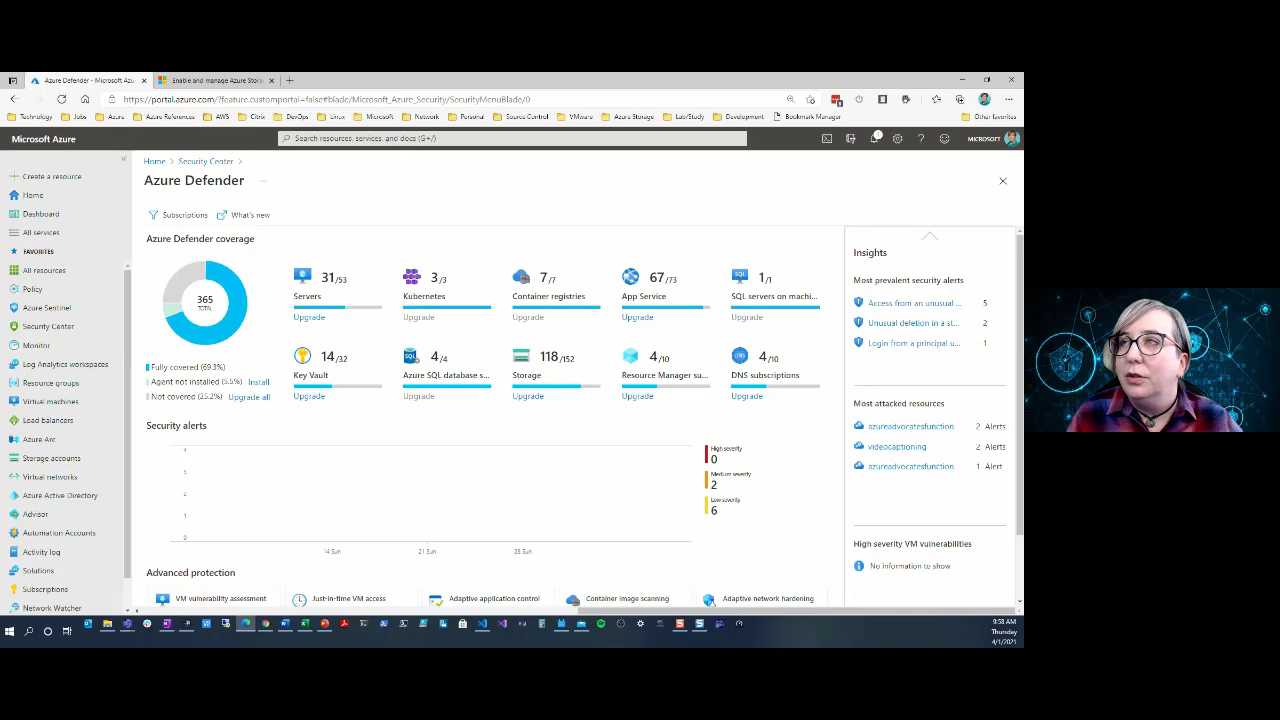 Azure Defender - Microsoft Azu
Enable and manage Azure Stora
https://portal.azure.com/?feature.customportal=false#blade/Microsoft_Azure_Security/SecurityMenuBlade/0
Technology Jobs Azure Azure References AWS Citrix DevOps Linux Microsoft Network Personal Source Control VMware Azure Storage Lab/Study Development Bookmark Manager Other favorites
Microsoft Azure
Search resources, services, and docs (G+/)
1
MICROSOFT
Create a resource
Home
Dashboard
All services
FAVORITES
All resources
Policy
Azure Sentinel
Security Center
Monitor
Log Analytics workspaces
Resource groups
Virtual machines
Load balancers
Azure Arc
Storage accounts
Virtual networks
Azure Active Directory
Advisor
Automation Accounts
Activity log
Solutions
Subscriptions
Network Watcher
Home > Security Center >
Azure Defender ...
Subscriptions What's new
Azure Defender coverage
365
TOTAL
Fully covered (69.3%)
Agent not installed (5.5%) Install
Not covered (25.2%) Upgrade all
31/53
Servers
Upgrade
3/3
Kubernetes
Upgrade
7/7
Container registries
Upgrade
67/73
App Service
Upgrade
SQL
1/1
SQL servers on machi...
Upgrade
14/32
Key Vault
Upgrade
SQL
4/4
Azure SQL database s...
Upgrade
118/152
Storage
Upgrade
4/10
Resource Manager su...
Upgrade
DNS
4/10
DNS subscriptions
Upgrade
Security alerts
4
3
2
1
0
14 Sun 21 Sun 28 Sun
High severity
0
Medium severity
2
Low severity
6
Advanced protection
VM vulnerability assessment
Just-in-time VM access
Adaptive application control
Container image scanning
Adaptive network hardening
Insights
Most prevalent security alerts
Access from an unusual ... 5
Unusual deletion in a st... 2
Login from a principal u... 1
Most attacked resources
azureadvocatesfunction 2 Alerts
videocaptioning 2 Alerts
azureadvocatesfunction 1 Alert
High severity VM vulnerabilities
No information to show
9:58 AM
Thursday
4/1/2021